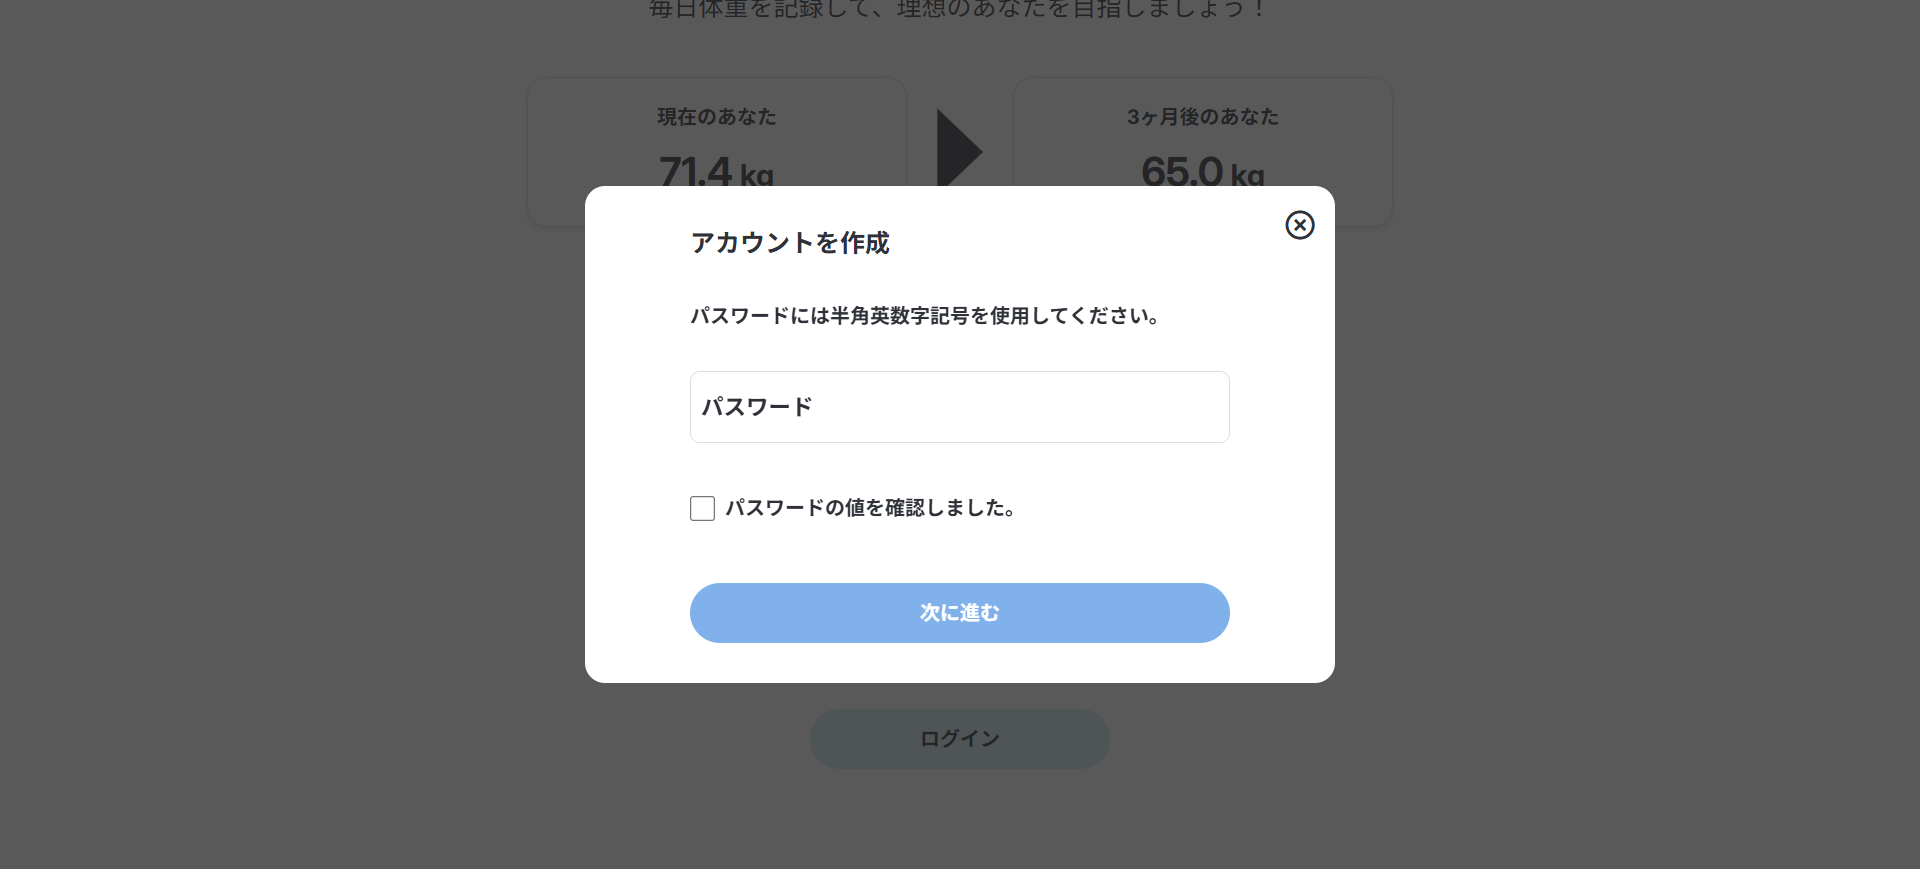 毎日体重を記録して、理想のあなたを目指しましょう！
現在のあなた
71.4 kg
3ヶ月後のあなた
65.0 kg
アカウントを作成
パスワードには半角英数字記号を使用してください。
パスワード
パスワードの値を確認しました。
次に進む
ログイン